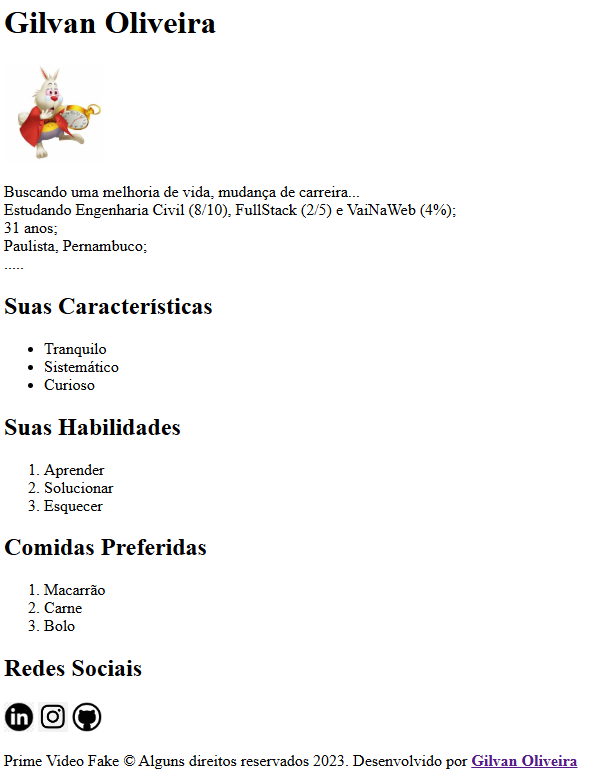 Gilvan Oliveira
Buscando uma melhoria de vida, mudança de carreira...
Estudando Engenharia Civil (8/10), FullStack (2/5) e VaiNaWeb (4%);
31 anos;
Paulista, Pernambuco;
.....
Suas Características
• Tranquilo
• Sistemático
• Curioso
Suas Habilidades
1. Aprender
2. Solucionar
3. Esquecer
Comidas Preferidas
1. Macarrão
2. Carne
3. Bolo
Redes Sociais
in
Prime Video Fake © Alguns direitos reservados 2023. Desenvolvido por Gilvan Oliveira